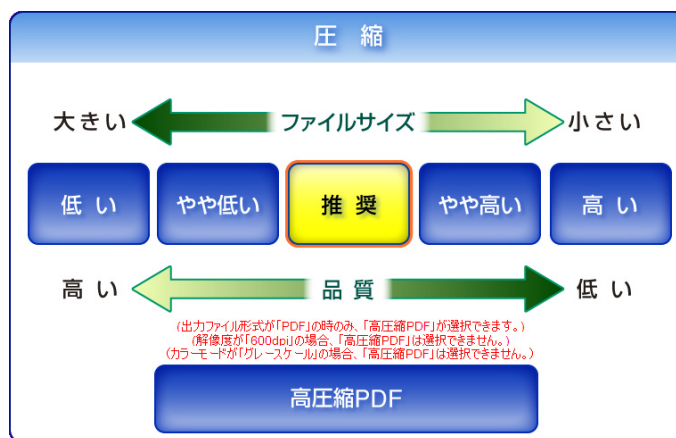 圧 縮
大きい ファイルサイズ 小さい
低 い やや低い 推 奨 やや高い 高 い
高 い 品 質 低 い
(出力ファイル形式が「PDF」の時のみ、「高圧縮PDF」が選択できます。)
(解像度が「600dpi」の場合、「高圧縮PDF」は選択できません。)
(カラーモードが「グレースケール」の場合、「高圧縮PDF」は選択できません。)
高圧縮PDF